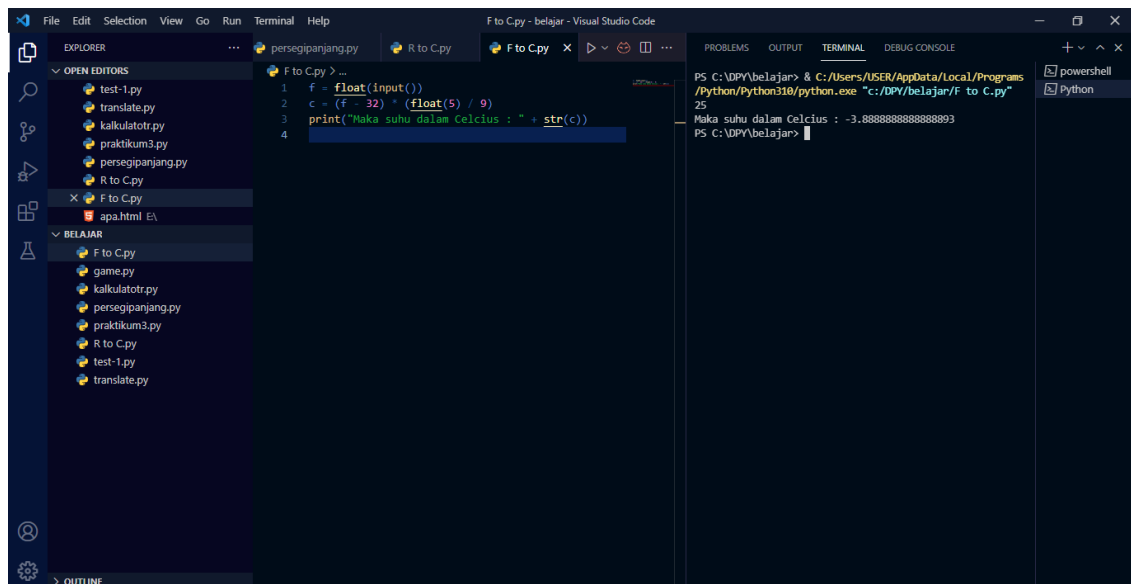 File Edit Selection View Go Run Terminal Help F to C.py - belajar - Visual Studio Code
EXPLORER
OPEN EDITORS
test-1.py
translate.py
kalkulatotr.py
praktikum3.py
persegipanjang.py
R to C.py
F to C.py
apa.html E:\
BELAJAR
F to C.py
game.py
kalkulatotr.py
persegipanjang.py
praktikum3.py
R to C.py
test-1.py
translate.py
OUTLINE
persegipanjang.py R to C.py F to C.py
F to C.py > ...
1 f = float(input())
2 c = (f - 32) * (float(5) / 9)
3 print("Maka suhu dalam Celcius : " + str(c))
4
PROBLEMS OUTPUT TERMINAL DEBUG CONSOLE
PS C:\DPY\belajar> & C:/Users/USER/AppData/Local/Programs
/Python/Python310/python.exe "c:/DPY/belajar/F to C.py"
25
Maka suhu dalam Celcius : -3.8888888888888893
PS C:\DPY\belajar>
powershell
Python